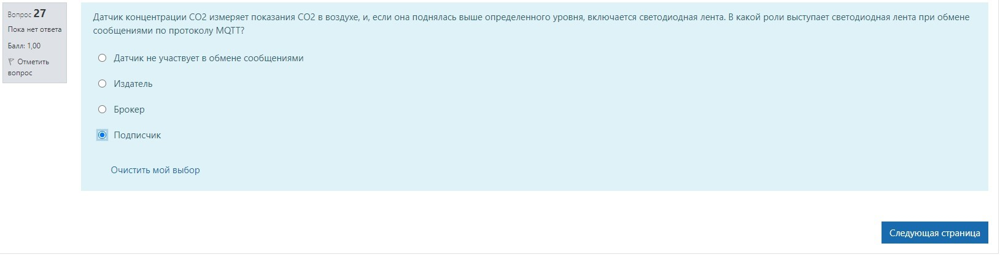 Вопрос 27
Пока нет ответа
Балл: 1,00
Отметить
вопрос
Датчик концентрации CO2 измеряет показания CO2 в воздухе, и, если она поднялась выше определенного уровня, включается светодиодная лента. В какой роли выступает светодиодная лента при обмене
сообщениями по протоколу MQTT?
Датчик не участвует в обмене сообщениями
Издатель
Брокер
Подписчик
Очистить мой выбор
Следующая страница